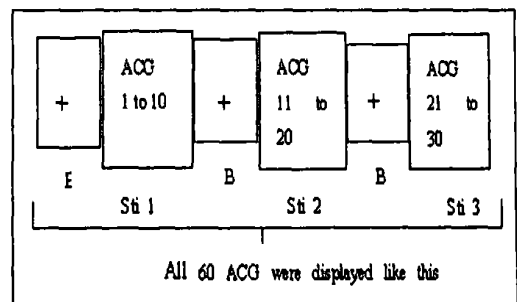 +
ACG
1 to 10
+
ACG
11 to
20
+
ACG
21 to
30
E
B
B
Sti 1
Sti 2
Sti 3
All 60 ACG were displayed like this